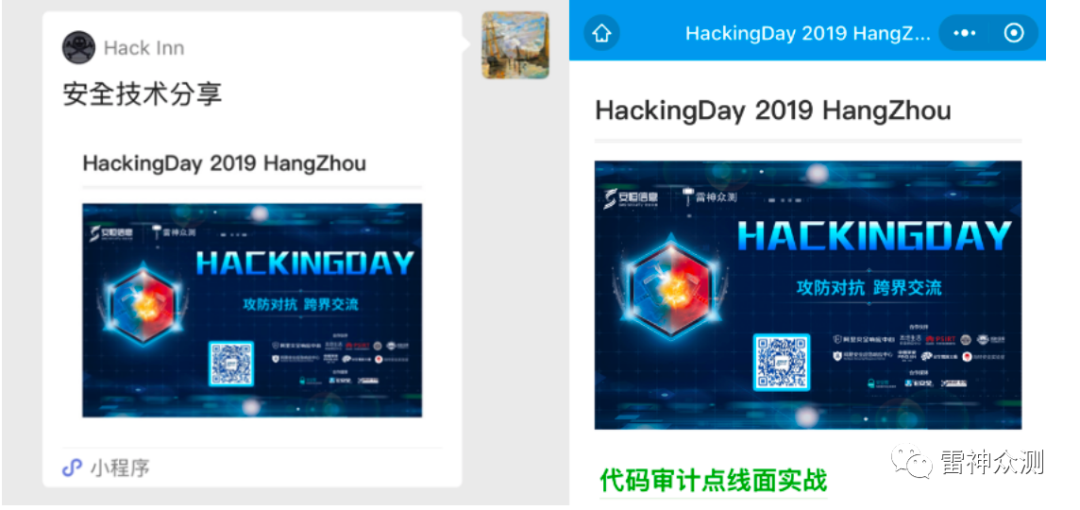 Hack Inn
安全技术分享
HackingDay 2019 HangZhou
安恒信息
雷神众测
HACKINGDAY
攻防对抗 跨界交流
小程序
HackingDay 2019 HangZ...
HackingDay 2019 HangZhou
安恒信息
雷神众测
HACKINGDAY
攻防对抗 跨界交流
代码审计点线面实战
雷神众测